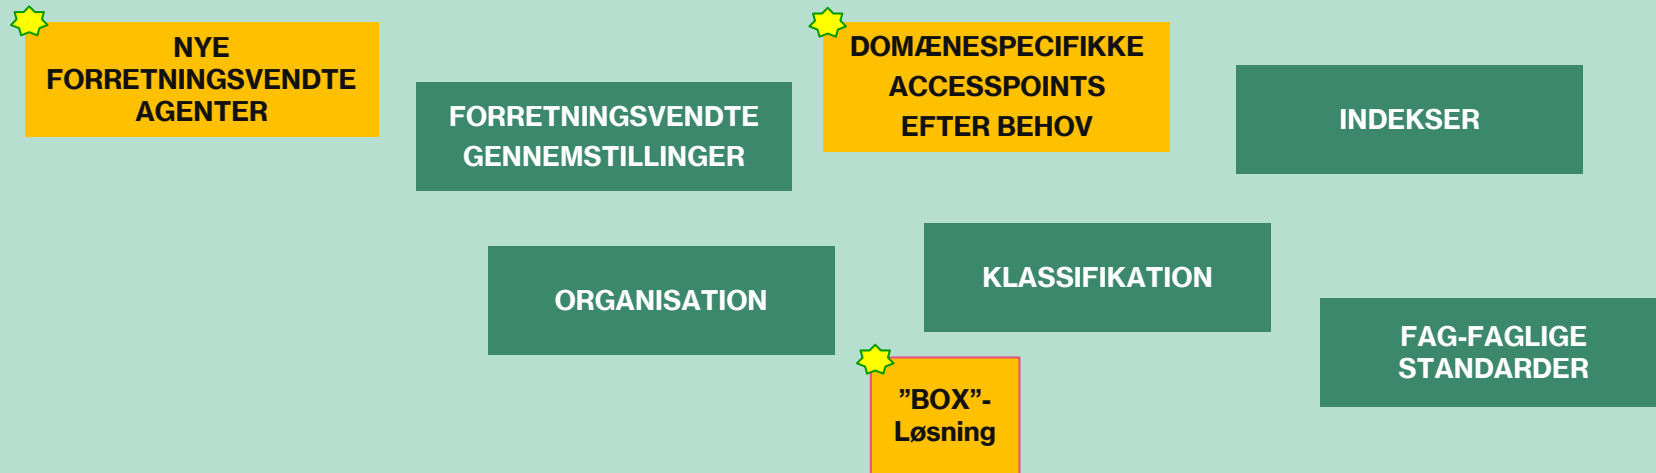 NYE
FORRETNINGSVENDTE
AGENTER
FORRETNINGSVENDTE
GENNEMSTILLINGER
DOMÆNESPECIFIKKE
ACCESSPOINTS
EFTER BEHOV
INDEKSER
ORGANISATION
KLASSIFIKATION
FAG-FAGLIGE
STANDARDER
”BOX”-
Løsning